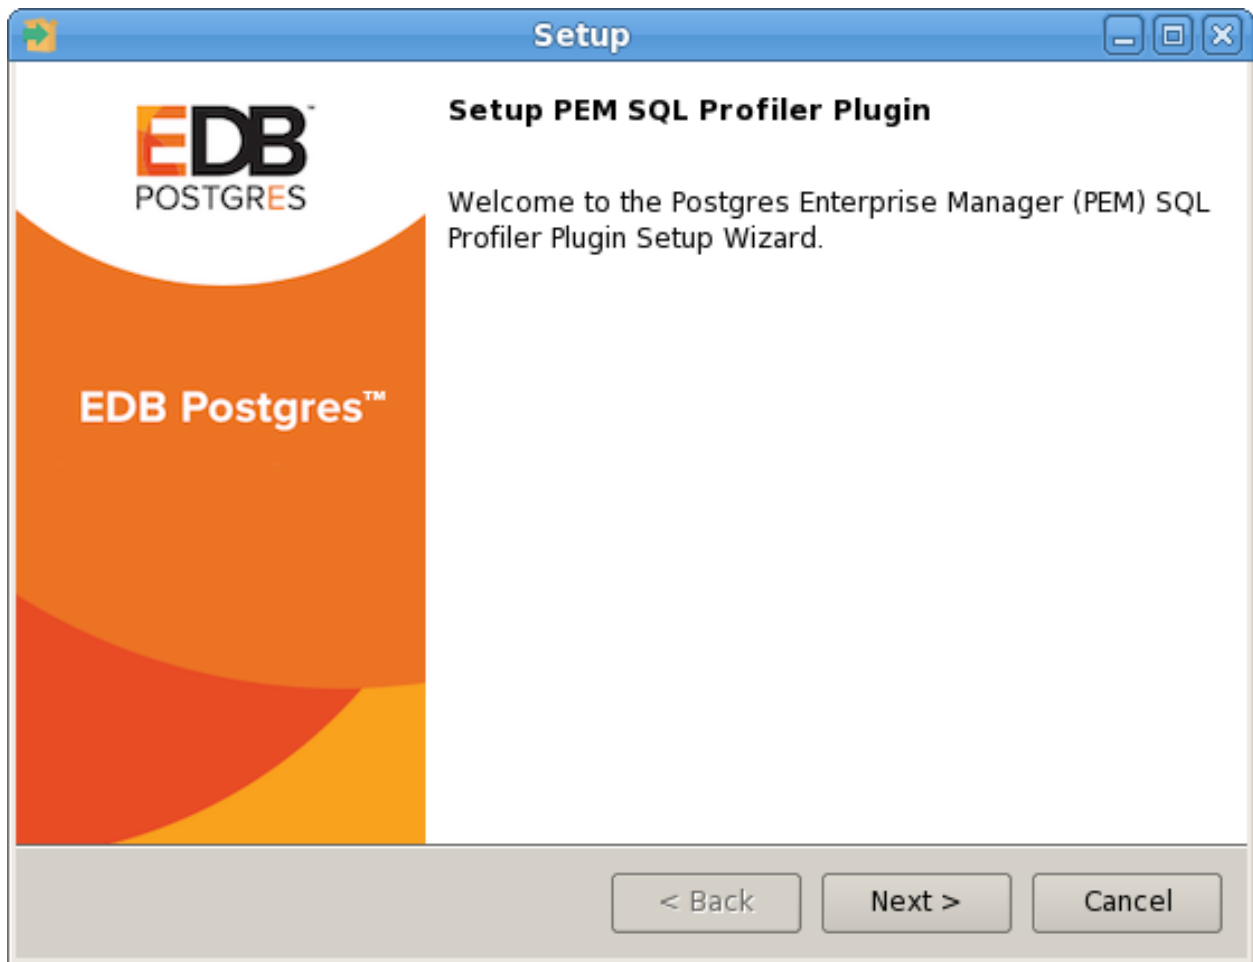 Setup
EDB™
POSTGRES
EDB Postgres™
Setup PEM SQL Profiler Plugin
Welcome to the Postgres Enterprise Manager (PEM) SQL
Profiler Plugin Setup Wizard.
< Back
Next >
Cancel